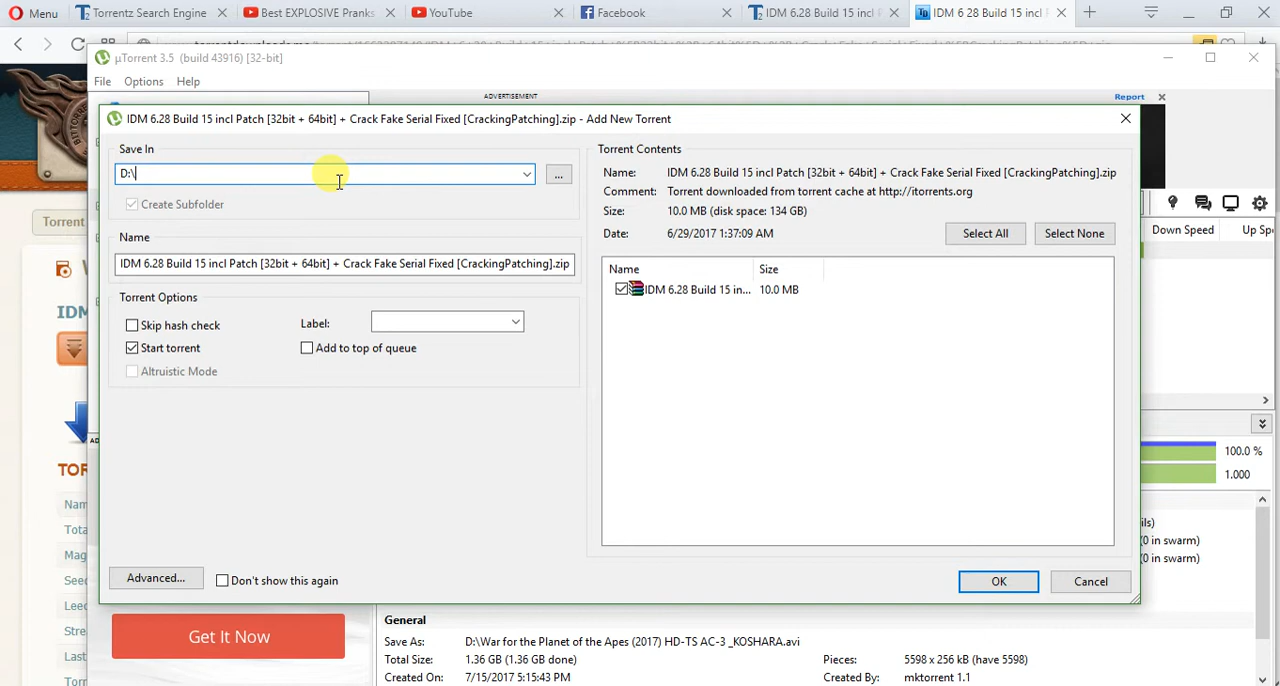 Menu
Torrentz Search Engine
Best EXPLOSIVE Pranks
YouTube
Facebook
IDM 6.28 Build 15 incl
IDM 6 28 Build 15 incl
µTorrent 3.5 (build 43916) [32-bit]
File Options Help
ADVERTISEMENT
Report
IDM 6.28 Build 15 incl Patch [32bit + 64bit] + Crack Fake Serial Fixed [CrackingPatching].zip - Add New Torrent
Save In
D:\
...
Create Subfolder
Name
IDM 6.28 Build 15 incl Patch [32bit + 64bit] + Crack Fake Serial Fixed [CrackingPatching].zip
Torrent Options
Skip hash check
Label:
Start torrent
Add to top of queue
Altruistic Mode
Advanced...
Don't show this again
Torrent Contents
Name: IDM 6.28 Build 15 incl Patch [32bit + 64bit] + Crack Fake Serial Fixed [CrackingPatching].zip
Comment: Torrent downloaded from torrent cache at http://itorrents.org
Size: 10.0 MB (disk space: 134 GB)
Date: 6/29/2017 1:37:09 AM
Select All
Select None
Name Size
IDM 6.28 Build 15 in... 10.0 MB
OK
Cancel
Down Speed Up Sp
100.0 %
1.000
(0 in swarm)
(0 in swarm)
Torrent
IDM
TOR
Nam
Tota
Mag
Seed
Leed
Stre
Last
Torr
Get It Now
General
Save As: D:\War for the Planet of the Apes (2017) HD-TS AC-3 _KOSHARA.avi
Total Size: 1.36 GB (1.36 GB done)
Pieces: 5598 x 256 kB (have 5598)
Created On: 7/15/2017 5:15:43 PM
Created By: mktorrent 1.1